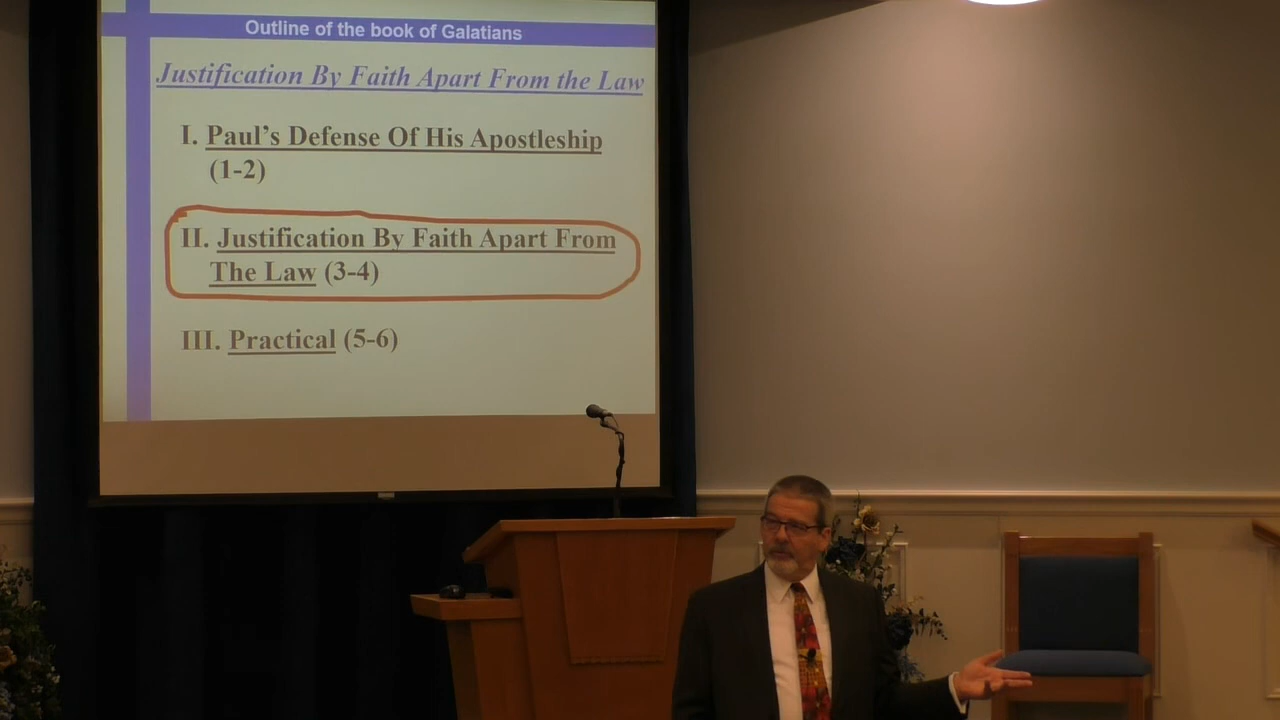 Outline of the book of Galatians
Justification By Faith Apart From the Law
I. Paul's Defense Of His Apostleship
(1-2)
II. Justification By Faith Apart From
The Law (3-4)
III. Practical (5-6)